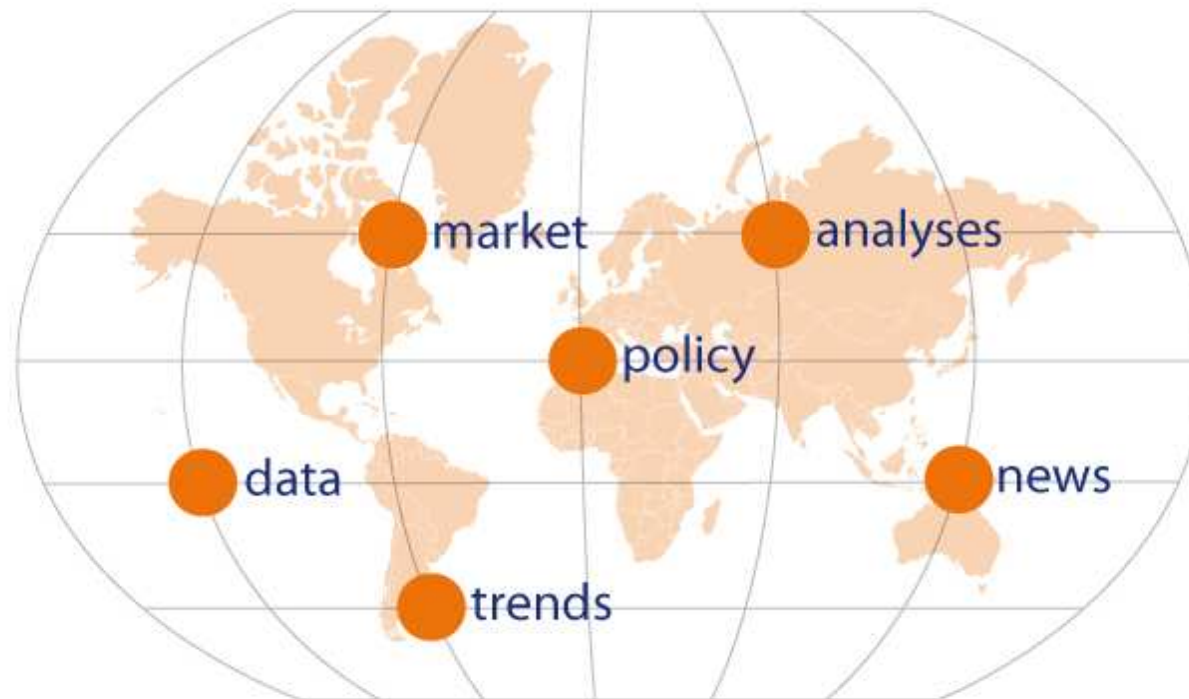 market
analyses
policy
data
news
trends